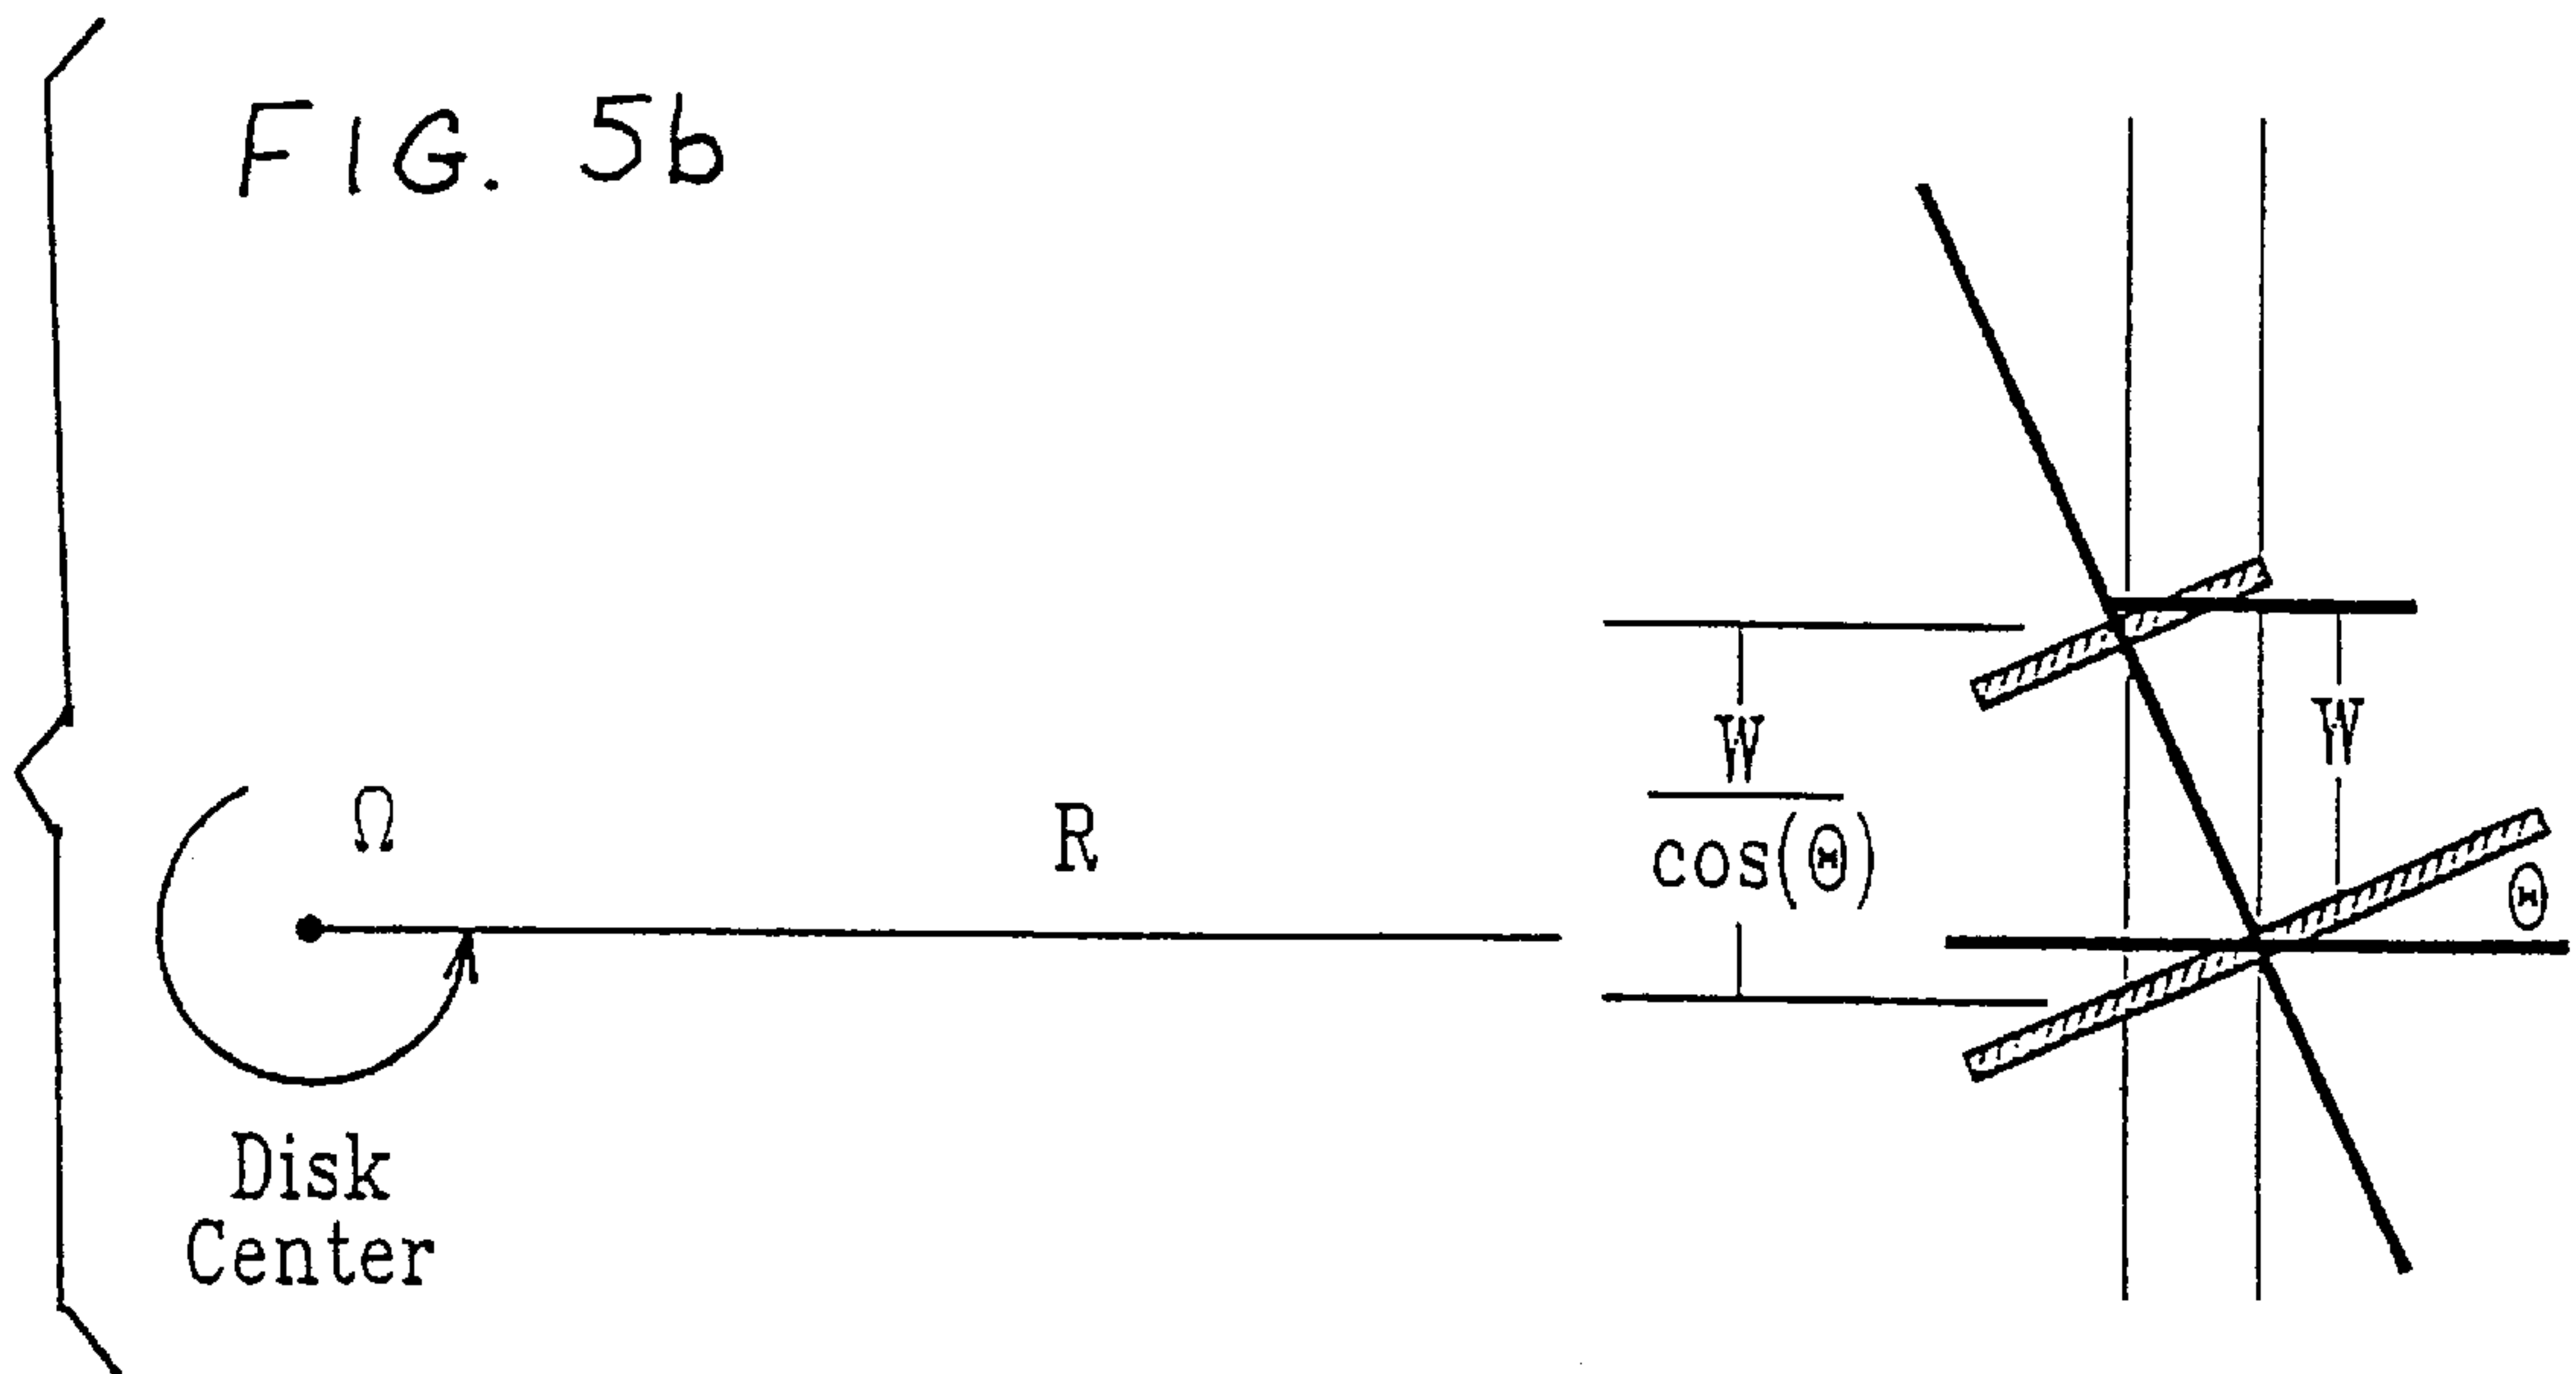 FIG. 5b
Ω
R
W
cos(Θ)
W
Θ
Disk
Center